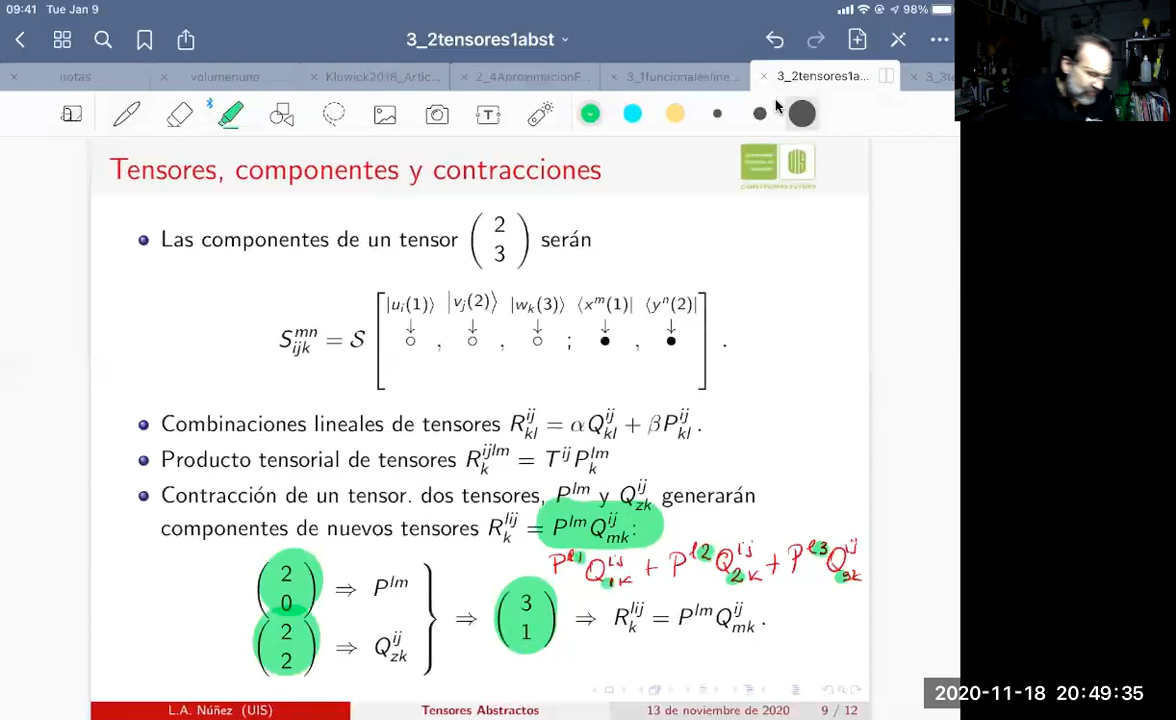 09:41 Tue Jan 9
98%
3_2tensores1abst
notas
volumenuno
Kluwick2018_Artic...
2_4AproximacionF...
3_1funcionaleslíne...
3_2tensores1a...
3_3te
Tensores, componentes y contracciones
Las componentes de un tensor (2 3) serán
S^{mn}_{ijk} = S [ |u_i(1)⟩ ↓ ○ , |v_j(2)⟩ ↓ ○ , |w_k(3)⟩ ↓ ○ ; ⟨x^m(1)| ↓ ● , ⟨y^n(2)| ↓ ● ] .
Combinaciones lineales de tensores R^{ij}_{kl} = αQ^{ij}_{kl} + βP^{ij}_{kl} .
Producto tensorial de tensores R^{ijlm}_k = T^{ij} P^{lm}_k
Contracción de un tensor. dos tensores, P^{lm} y Q^{ij}_{zk} generarán
componentes de nuevos tensores R^{lij}_k = P^{lm} Q^{ij}_{mk}:
P^{l1} Q^{ij}_{1k} + P^{l2} Q^{ij}_{2k} + P^{l3} Q^{ij}_{3k}
(2 0) ⇒ P^{lm}
(2 2) ⇒ Q^{ij}_{zk}
} ⇒ (3 1) ⇒ R^{lij}_k = P^{lm} Q^{ij}_{mk} .
L.A. Núñez (UIS) Tensores Abstractos 13 de noviembre de 2020 9 / 12
2020-11-18 20:49:35